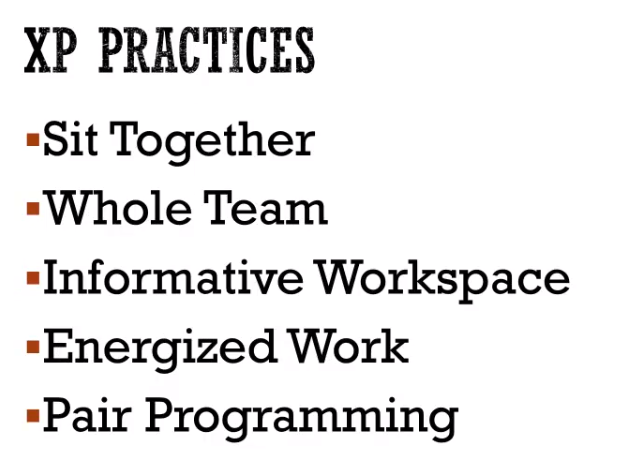 XP PRACTICES
▪Sit Together
▪Whole Team
▪Informative Workspace
▪Energized Work
▪Pair Programming